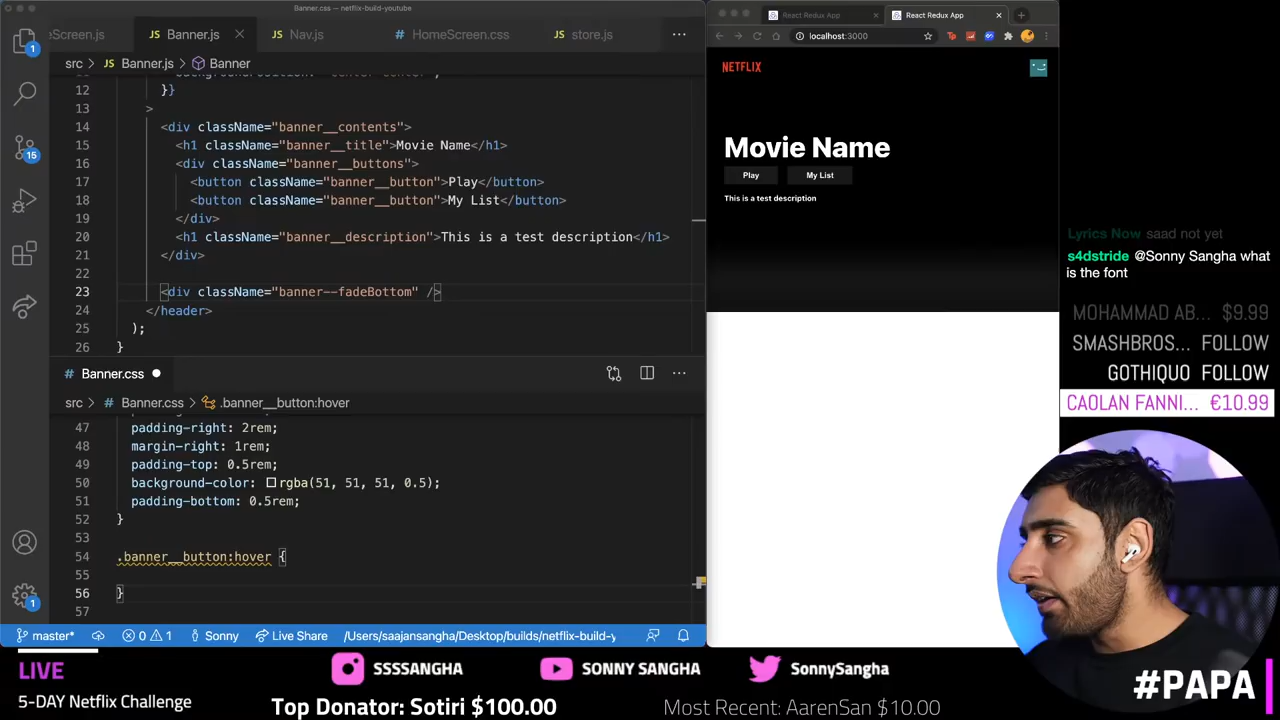 Banner.css — netflix-build-youtube
eScreen.js
JS Banner.js
JS Nav.js
# HomeScreen.css
JS store.js
src > JS Banner.js > Banner
12 }}
13 >
14 <div className="banner__contents">
15 <h1 className="banner__title">Movie Name</h1>
16 <div className="banner__buttons">
17 <button className="banner__button">Play</button>
18 <button className="banner__button">My List</button>
19 </div>
20 <h1 className="banner__description">This is a test description</h1>
21 </div>
22
23 <div className="banner--fadeBottom" />
24 </header>
25 );
26 }
# Banner.css
src > # Banner.css > .banner__button:hover
47 padding-right: 2rem;
48 margin-right: 1rem;
49 padding-top: 0.5rem;
50 background-color: rgba(51, 51, 51, 0.5);
51 padding-bottom: 0.5rem;
52 }
53
54 .banner__button:hover {
55
56 }
57
1
15
1
master* 0 1 Sonny Live Share /Users/saajansangha/Desktop/builds/netflix-build-y
React Redux App
React Redux App
localhost:3000
NETFLIX
Movie Name
Play
My List
This is a test description
Lyrics Now saad not yet
s4dstride @Sonny Sangha what
is the font
MOHAMMAD AB... $9.99
SMASHBROS... FOLLOW
GOTHIQUO FOLLOW
CAOLAN FANNI... €10.99
LIVE
5-DAY Netflix Challenge
SSSSANGHA
SONNY SANGHA
SonnySangha
Top Donator: Sotiri $100.00
Most Recent: AarenSan $10.00
#PAPA